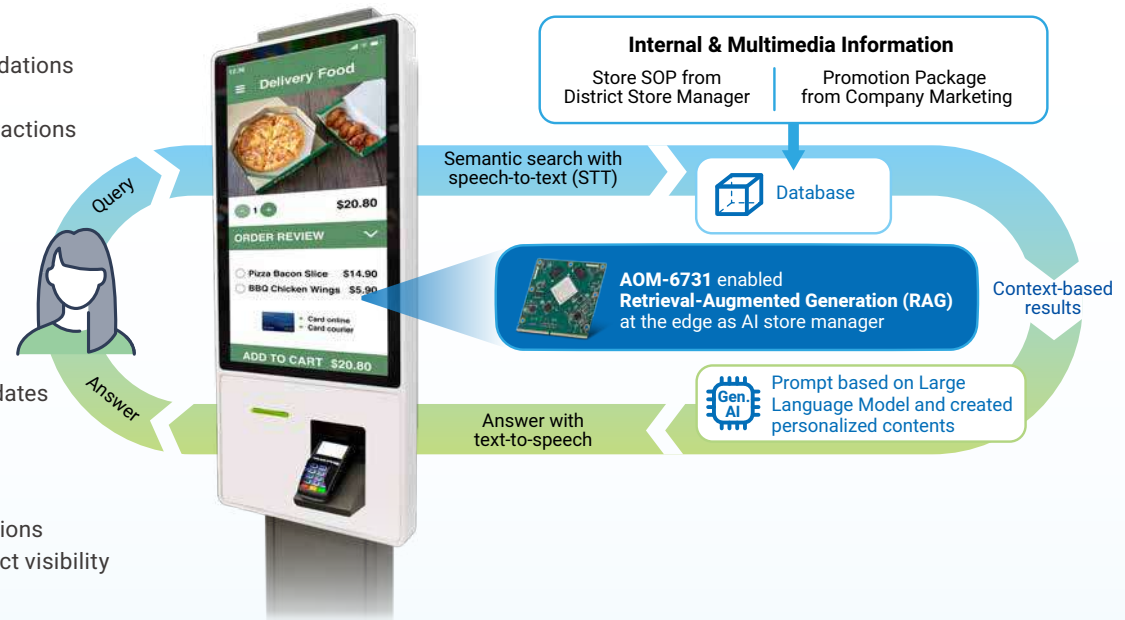 dations
actions
dates
ions
ct visibility
Query
Answer
12:30
Delivery Food
1
$20.80
ORDER REVIEW
Pizza Bacon Slice $14.90
BBQ Chicken Wings $5.90
Card online
Card courier
ADD TO CART $20.80
Semantic search with
speech-to-text (STT)
Internal & Multimedia Information
Store SOP from
District Store Manager
Promotion Package
from Company Marketing
Database
AOM-6731 enabled
Retrieval-Augmented Generation (RAG)
at the edge as AI store manager
Context-based
results
Gen.
AI
Prompt based on Large
Language Model and created
personalized contents
Answer with
text-to-speech